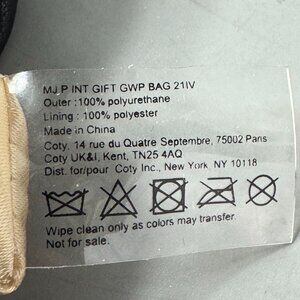 MJ P INT GIFT GWP BAG 21IV
Outer :100% polyurethane
Lining : 100% polyester
Made in China
Coty. 14 rue du Quatre Septembre, 75002 Paris
Coty UK&I, Kent, TN25 4AQ
Dist. for/pour Coty Inc., New York, NY 10118
Wipe clean only as colors may transfer.
Not for sale.